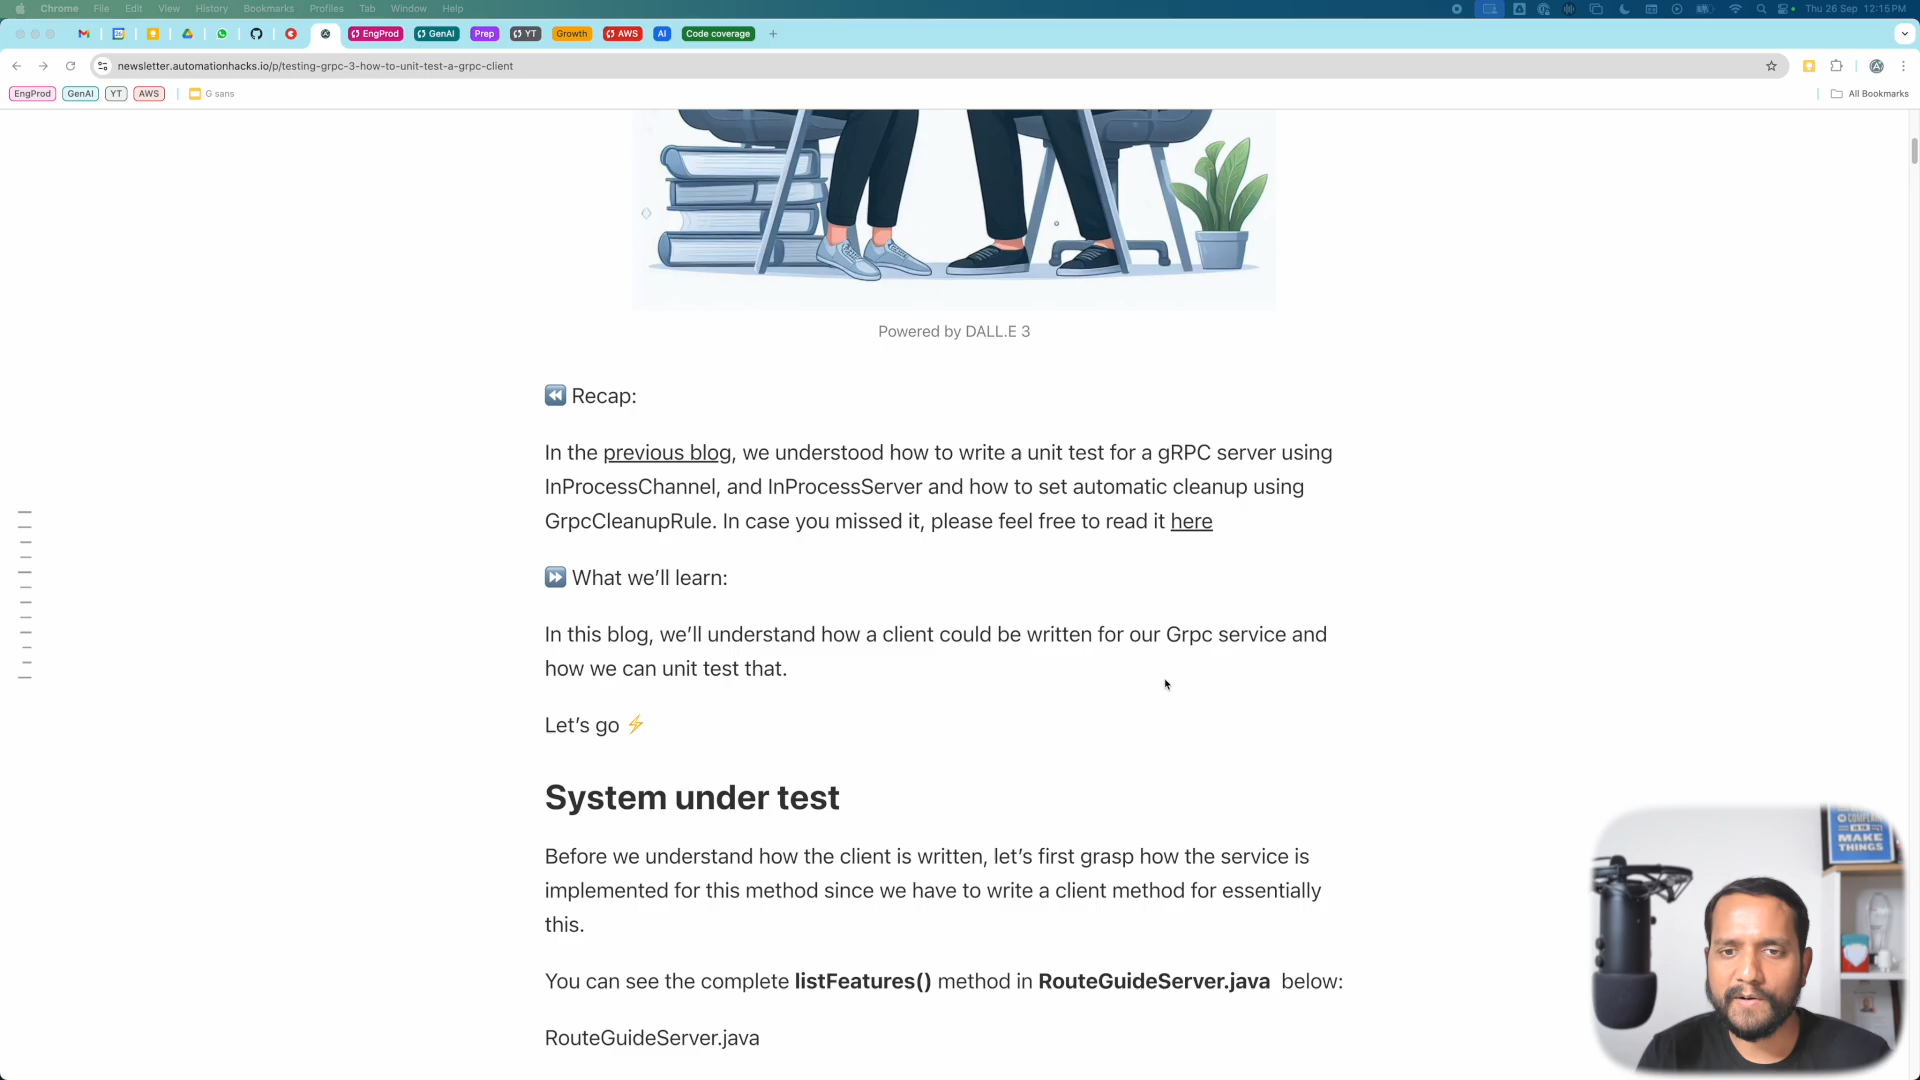 Chrome File Edit View History Bookmarks Profiles Tab Window Help
Thu 26 Sep 12:15 PM
EngProd GenAI Prep YT Growth AWS AI Code coverage
newsletter.automationhacks.io/p/testing-grpc-3-how-to-unit-test-a-grpc-client
EngProd GenAI YT AWS G sans All Bookmarks
Powered by DALL.E 3
⏪ Recap:
In the previous blog, we understood how to write a unit test for a gRPC server using
InProcessChannel, and InProcessServer and how to set automatic cleanup using
GrpcCleanupRule. In case you missed it, please feel free to read it here
⏩ What we’ll learn:
In this blog, we’ll understand how a client could be written for our Grpc service and
how we can unit test that.
Let’s go ⚡
System under test
Before we understand how the client is written, let’s first grasp how the service is
implemented for this method since we have to write a client method for essentially
this.
You can see the complete listFeatures() method in RouteGuideServer.java below:
RouteGuideServer.java
COMPLAIN
MAKE
THINGS